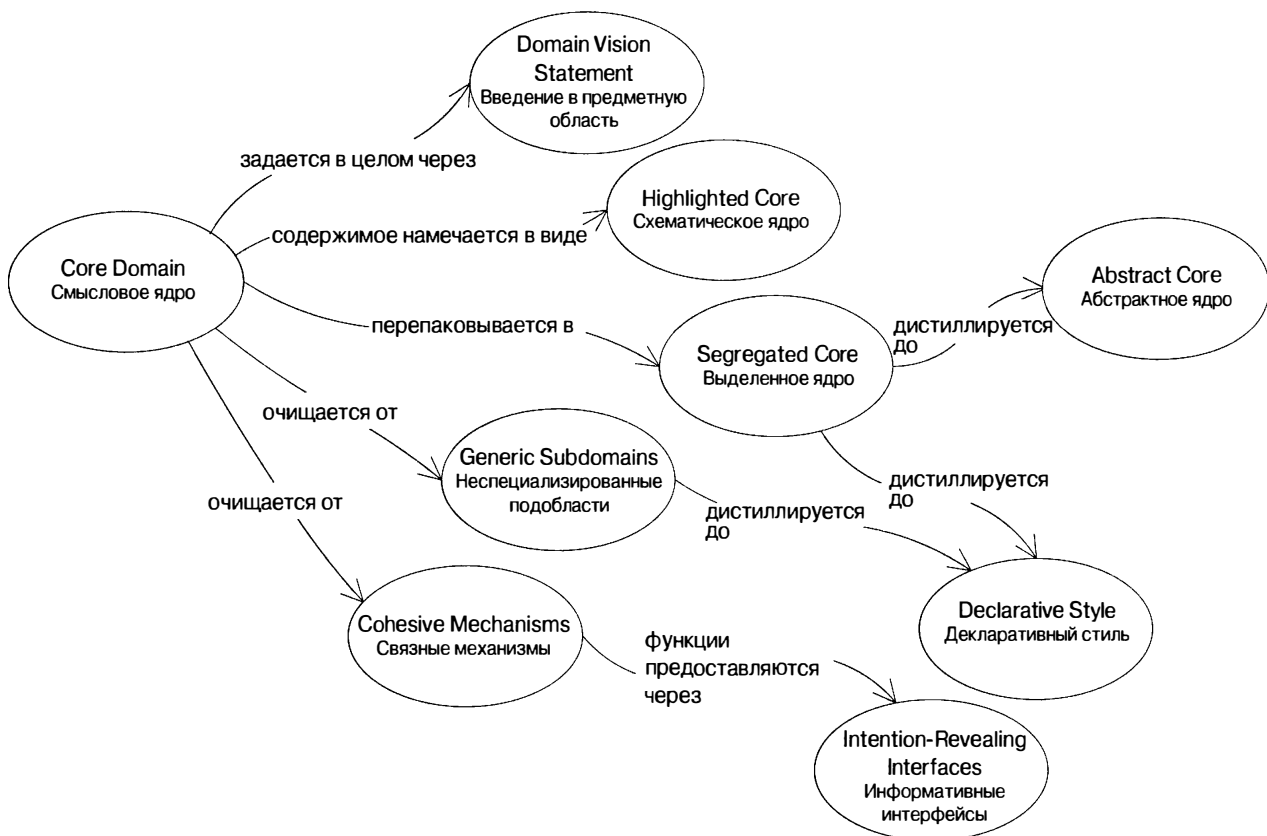 Domain Vision
Statement
Введение в предметную
область
задается в целом через
Highlighted Core
Схематическое ядро
содержимое намечается в виде
Core Domain
Смысловое ядро
Abstract Core
Абстрактное ядро
перепаковывается в
дистиллируется
до
Segregated Core
Выделенное ядро
очищается от
Generic Subdomains
Неспециализированные
подобласти
дистиллируется
до
очищается от
дистиллируется
до
Declarative Style
Декларативный стиль
Cohesive Mechanisms
Связные механизмы
функции
предоставляются
через
Intention-Revealing
Interfaces
Информативные
интерфейсы